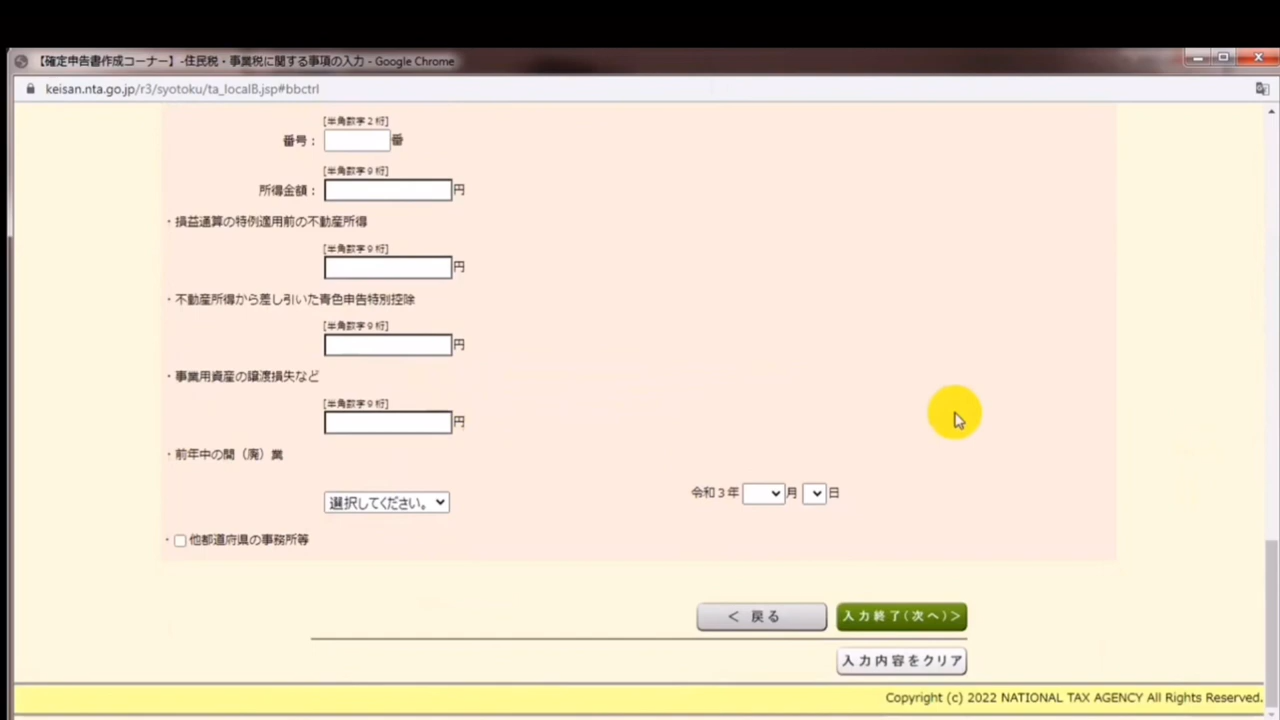 【確定申告書作成コーナー】-住民税・事業税に関する事項の入力 - Google Chrome
keisan.nta.go.jp/r3/syotoku/ta_localB.jsp#bbctrl
[半角数字2桁]
番号： 番
[半角数字9桁]
所得金額： 円
・損益通算の特例適用前の不動産所得
[半角数字9桁]
円
・不動産所得から差し引いた青色申告特別控除
[半角数字9桁]
円
・事業用資産の譲渡損失など
[半角数字9桁]
円
・前年中の開（廃）業
選択してください。 令和３年 月 日
・他都道府県の事務所等
＜ 戻る 入力終了(次へ)＞
入力内容をクリア
Copyright (c) 2022 NATIONAL TAX AGENCY All Rights Reserved.